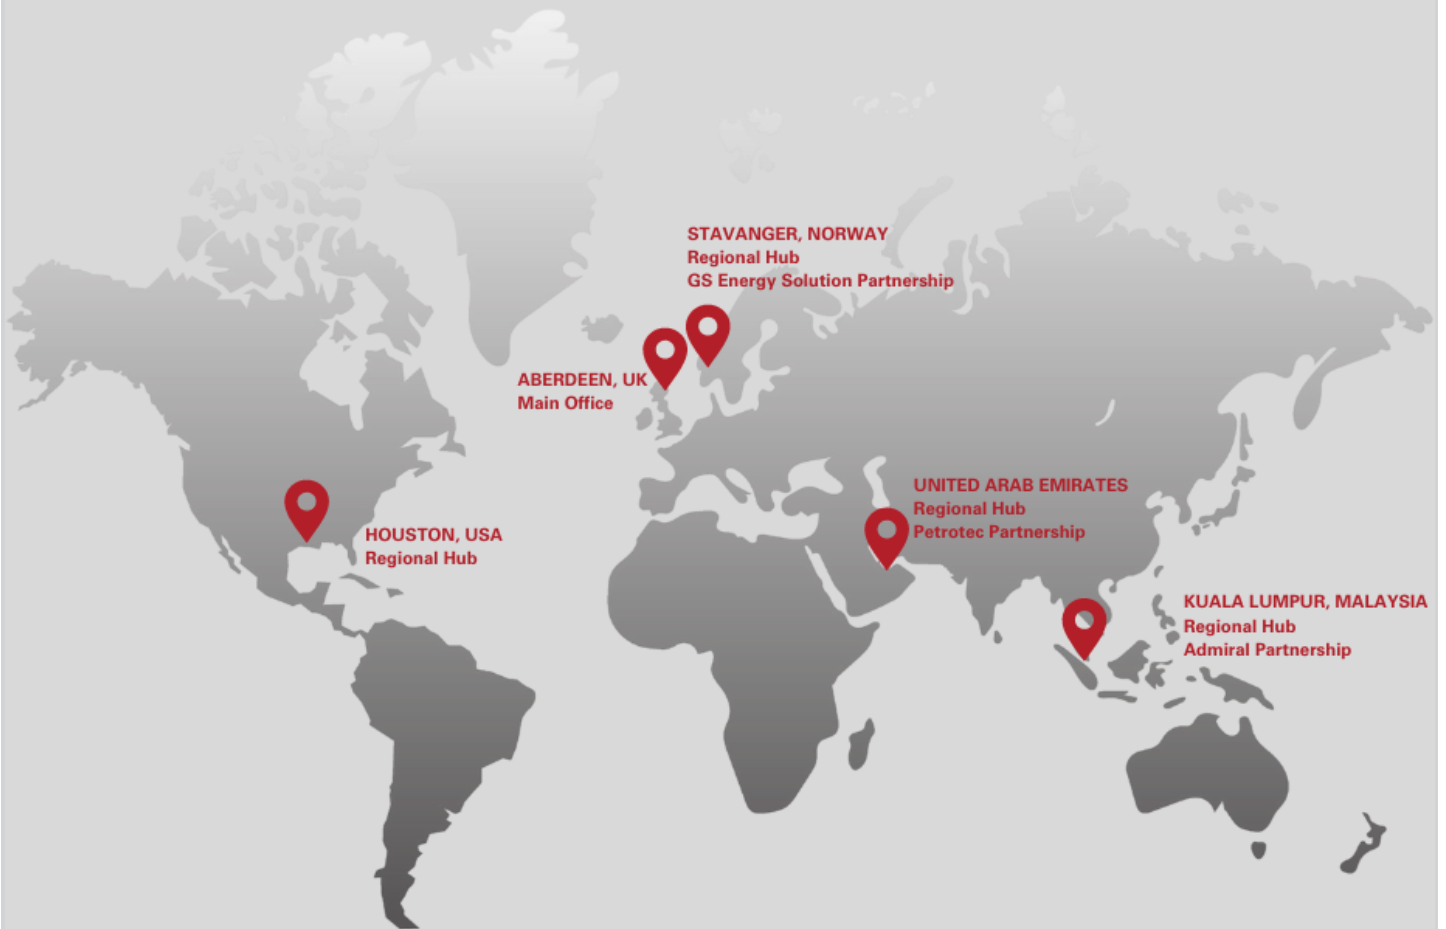 STAVANGER, NORWAY
Regional Hub
GS Energy Solution Partnership
ABERDEEN, UK
Main Office
UNITED ARAB EMIRATES
Regional Hub
Petrotec Partnership
HOUSTON, USA
Regional Hub
KUALA LUMPUR, MALAYSIA
Regional Hub
Admiral Partnership